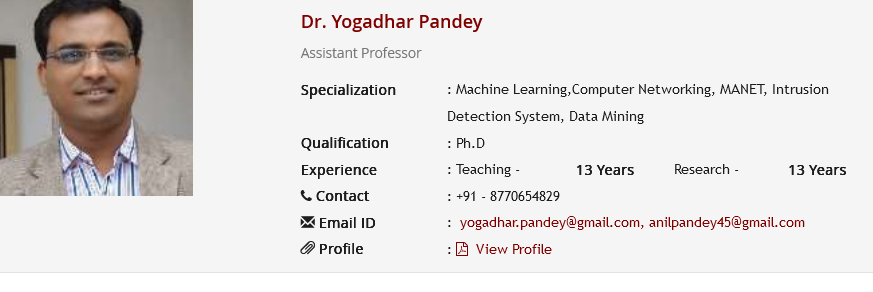 Dr. Yogadhar Pandey
Assistant Professor
Specialization : Machine Learning,Computer Networking, MANET, Intrusion
Detection System, Data Mining
Qualification : Ph.D
Experience : Teaching - 13 Years Research - 13 Years
Contact : +91 - 8770654829
Email ID : yogadhar.pandey@gmail.com, anilpandey45@gmail.com
Profile : View Profile